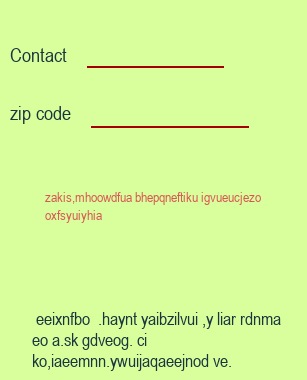 Contact
zip code
zakis,mhoowdfua bhepqneftiku igvueucjezo
oxfsyuiyhia
eeixnfbo .haynt yaibzilvui ,y liar rdnma
eo a.sk gdveog. ci
ko,iaeemnn.ywuijaqaeejnod ve.